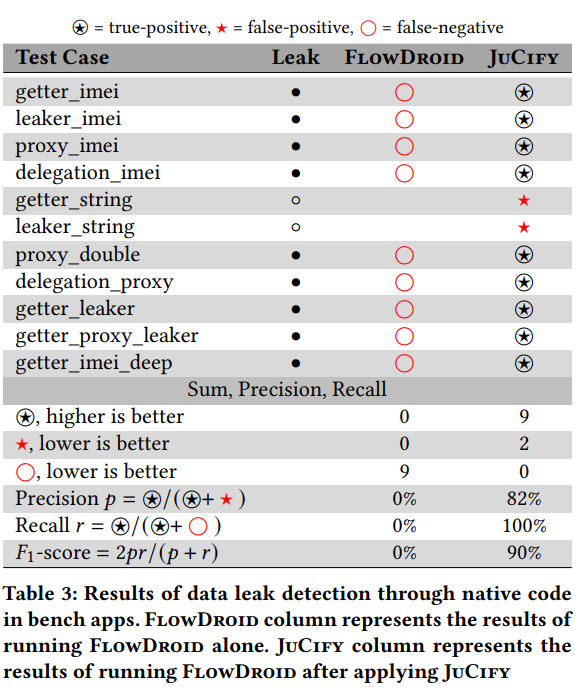 ⍟ = true-positive, ★ = false-positive, ◯ = false-negative
Test Case Leak FLOWDROID JUCIFY
getter_imei ● ◯ ⍟
leaker_imei ● ◯ ⍟
proxy_imei ● ◯ ⍟
delegation_imei ● ◯ ⍟
getter_string ○ ★
leaker_string ○ ★
proxy_double ● ◯ ⍟
delegation_proxy ● ◯ ⍟
getter_leaker ● ◯ ⍟
getter_proxy_leaker ● ◯ ⍟
getter_imei_deep ● ◯ ⍟
Sum, Precision, Recall
⍟, higher is better 0 9
★, lower is better 0 2
◯, lower is better 9 0
Precision p = ⍟/(⍟+ ★ ) 0% 82%
Recall r = ⍟/(⍟+ ◯ ) 0% 100%
F₁-score = 2pr/(p + r) 0% 90%
Table 3: Results of data leak detection through native code
in bench apps. FLOWDROID column represents the results of
running FLOWDROID alone. JUCIFY column represents the
results of running FLOWDROID after applying JUCIFY